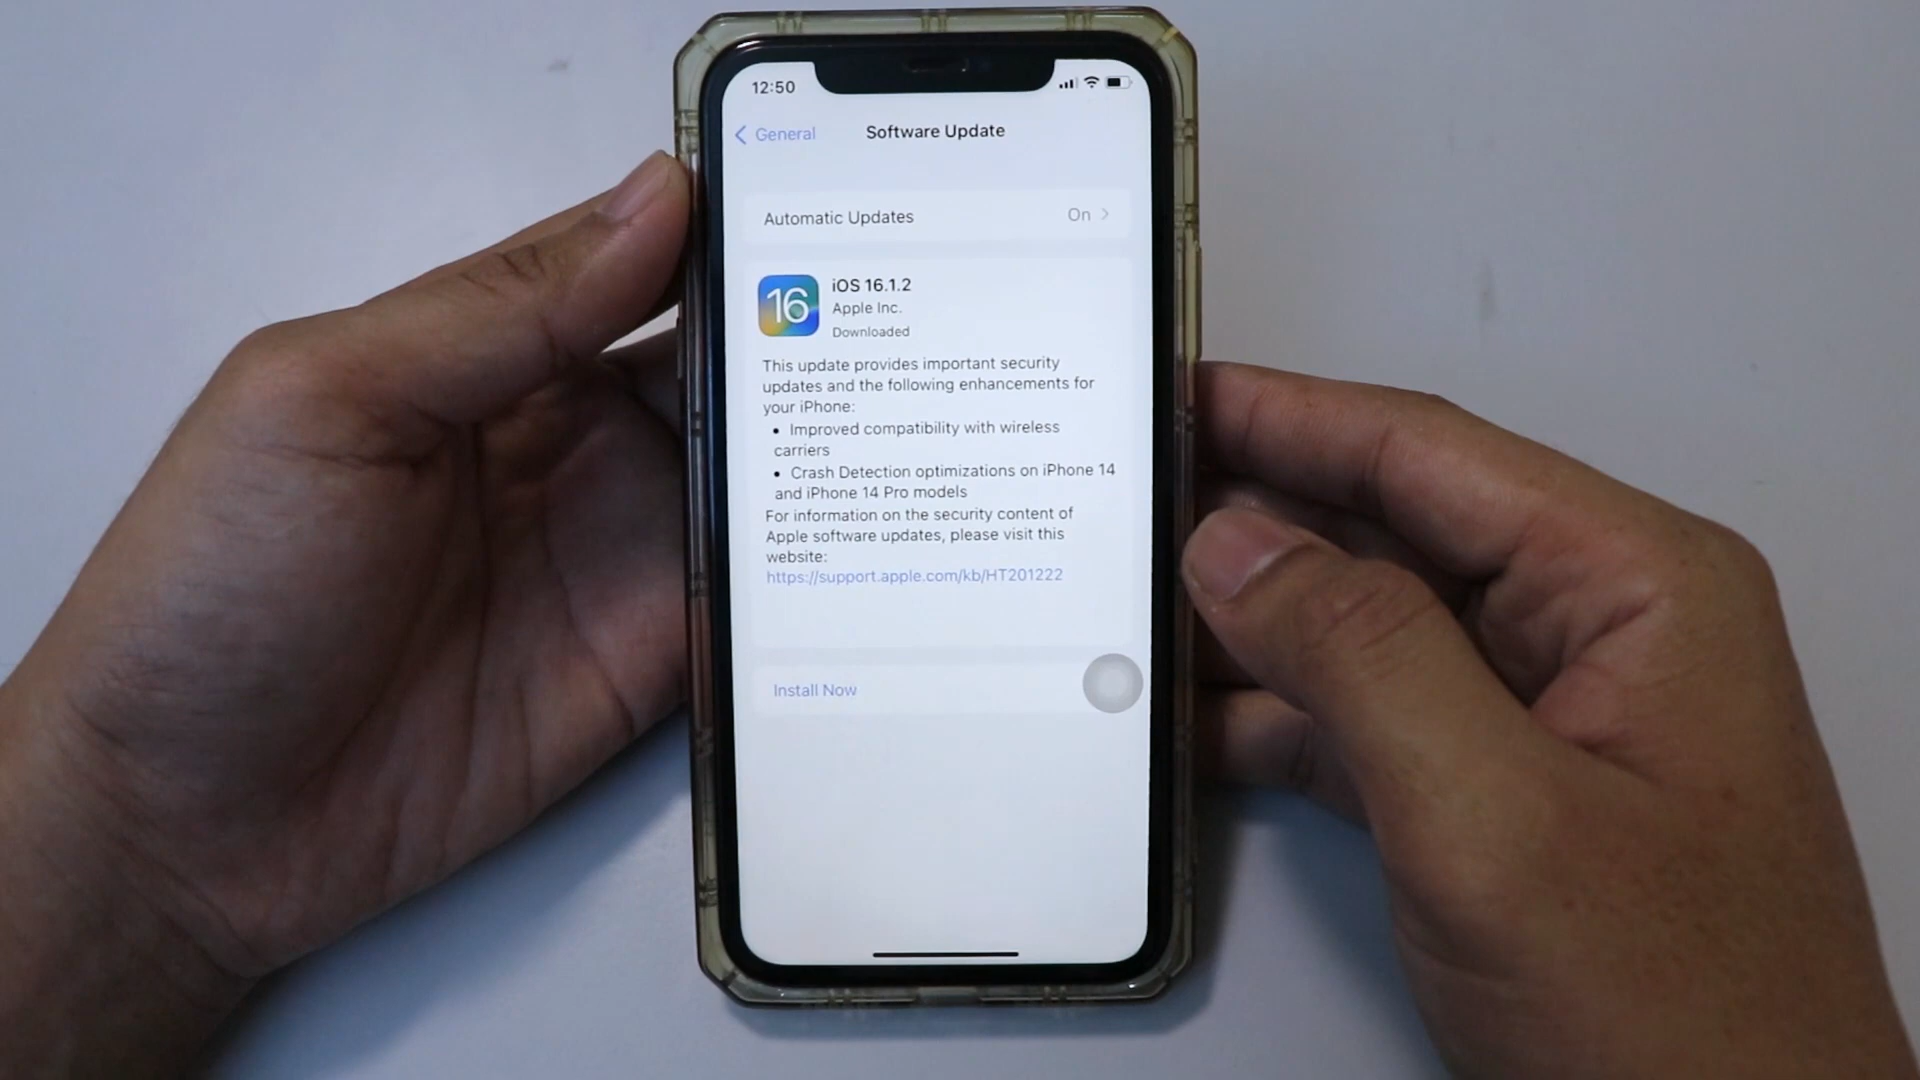 12:50
General
Software Update
Automatic Updates
On
16
iOS 16.1.2
Apple Inc.
Downloaded
This update provides important security
updates and the following enhancements for
your iPhone:
• Improved compatibility with wireless
carriers
• Crash Detection optimizations on iPhone 14
and iPhone 14 Pro models
For information on the security content of
Apple software updates, please visit this
website:
https://support.apple.com/kb/HT201222
Install Now